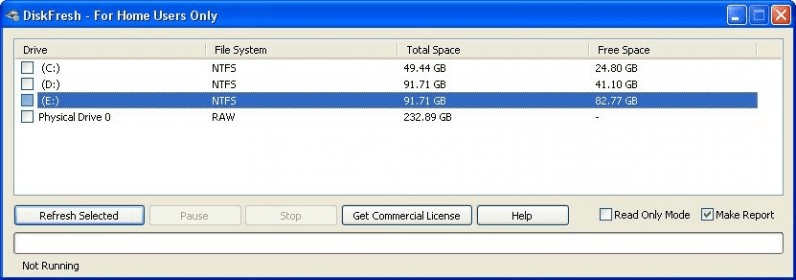 DiskFresh - For Home Users Only
Drive File System Total Space Free Space
(C:) NTFS 49.44 GB 24.80 GB
(D:) NTFS 91.71 GB 41.10 GB
(E:) NTFS 91.71 GB 82.77 GB
Physical Drive 0 RAW 232.89 GB -
Refresh Selected Pause Stop Get Commercial License Help Read Only Mode Make Report
Not Running